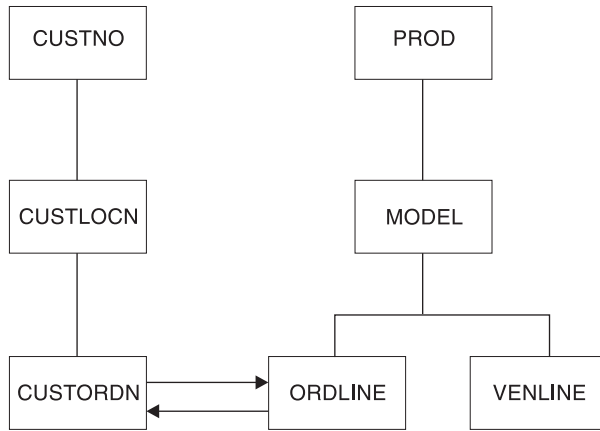 CUSTNO
PROD
CUSTLOCN
MODEL
CUSTORDN
ORDLINE
VENLINE